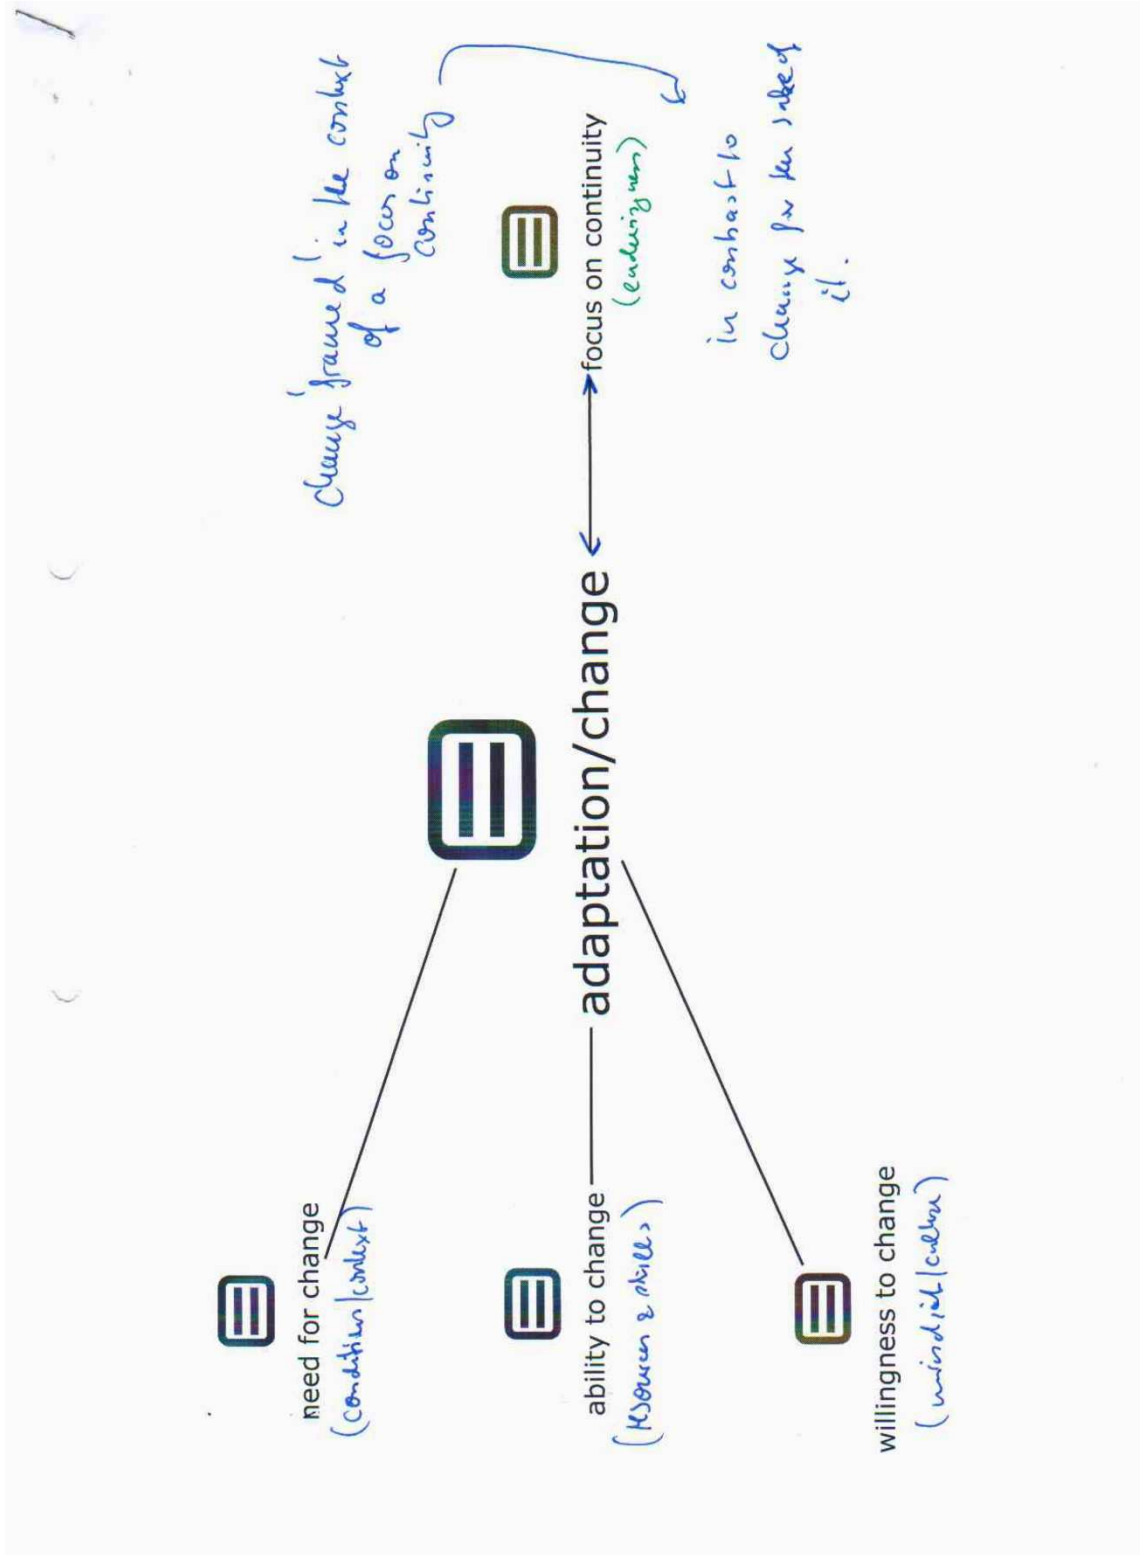 change 'framed' in the context
of a focus on
continuity
need for change
(conditions/context)
ability to change
(resources & skills)
adaptation/change
focus on continuity
(enduringness)
willingness to change
(mindset/culture)
in contrast to
change for the sake of
it.